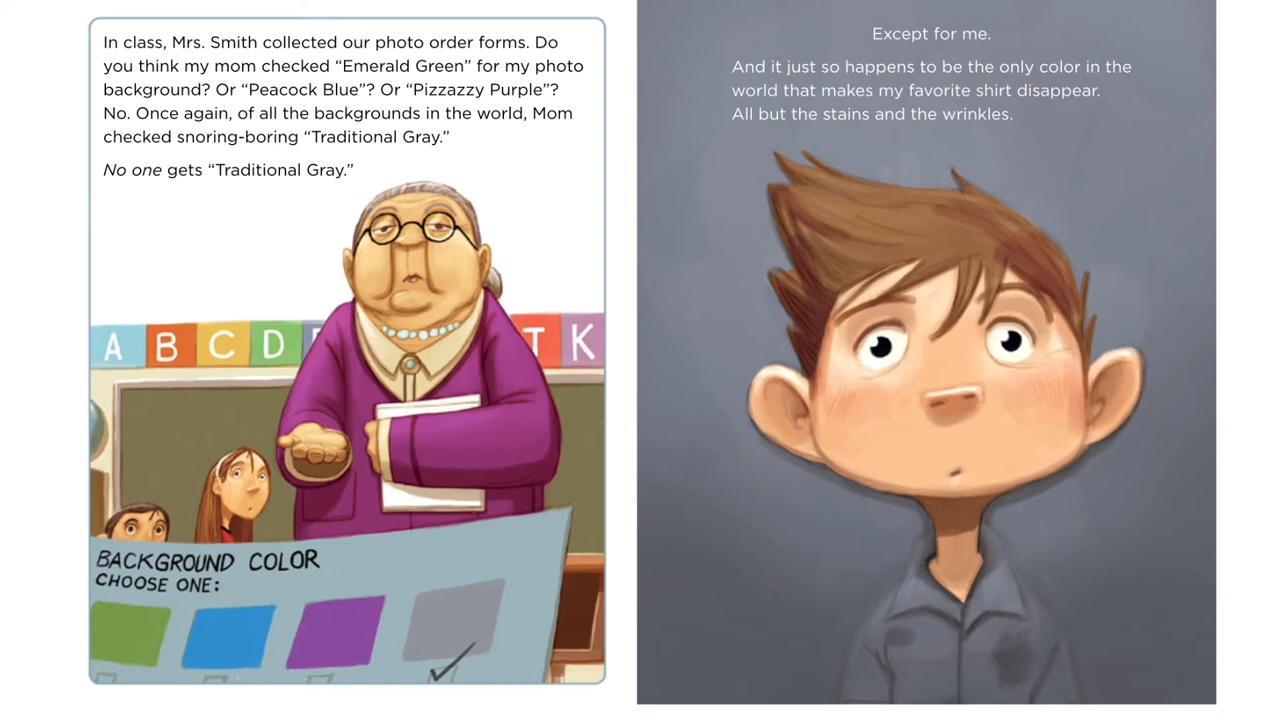 In class, Mrs. Smith collected our photo order forms. Do
you think my mom checked “Emerald Green” for my photo
background? Or “Peacock Blue”? Or “Pizzazzy Purple”?
No. Once again, of all the backgrounds in the world, Mom
checked snoring-boring “Traditional Gray.”
No one gets “Traditional Gray.”
A B C D T K
BACKGROUND COLOR
CHOOSE ONE:
Except for me.
And it just so happens to be the only color in the
world that makes my favorite shirt disappear.
All but the stains and the wrinkles.